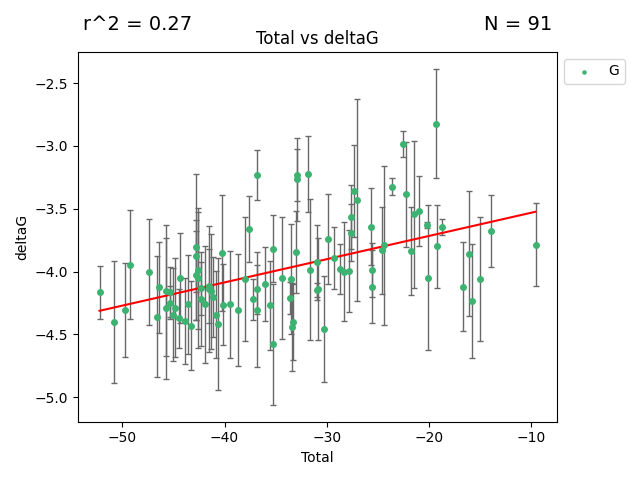 r^2 = 0.27
N = 91
Total vs deltaG
G
−2.5
−3.0
−3.5
−4.0
−4.5
−5.0
deltaG
−50
−40
−30
−20
−10
Total